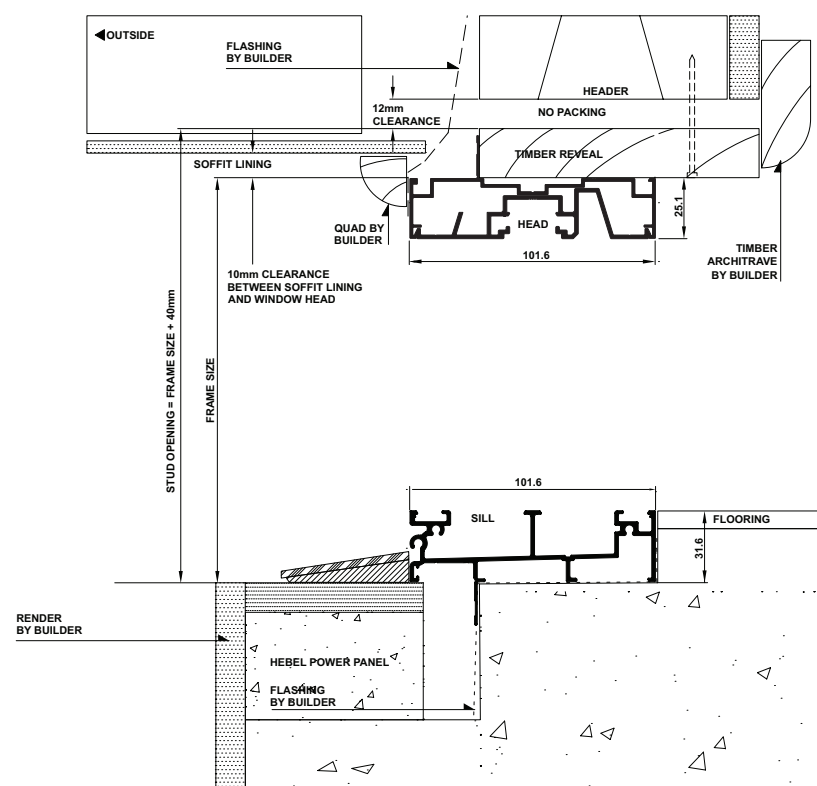 OUTSIDE
FLASHING
BY BUILDER
HEADER
12mm
CLEARANCE
NO PACKING
SOFFIT LINING
TIMBER REVEAL
QUAD BY
BUILDER
HEAD
25.1
TIMBER
ARCHITRAVE
BY BUILDER
101.6
10mm CLEARANCE
BETWEEN SOFFIT LINING
AND WINDOW HEAD
STUD OPENING = FRAME SIZE + 40mm
FRAME SIZE
101.6
SILL
FLOORING
31.6
RENDER
BY BUILDER
HEBEL POWER PANEL
FLASHING
BY BUILDER